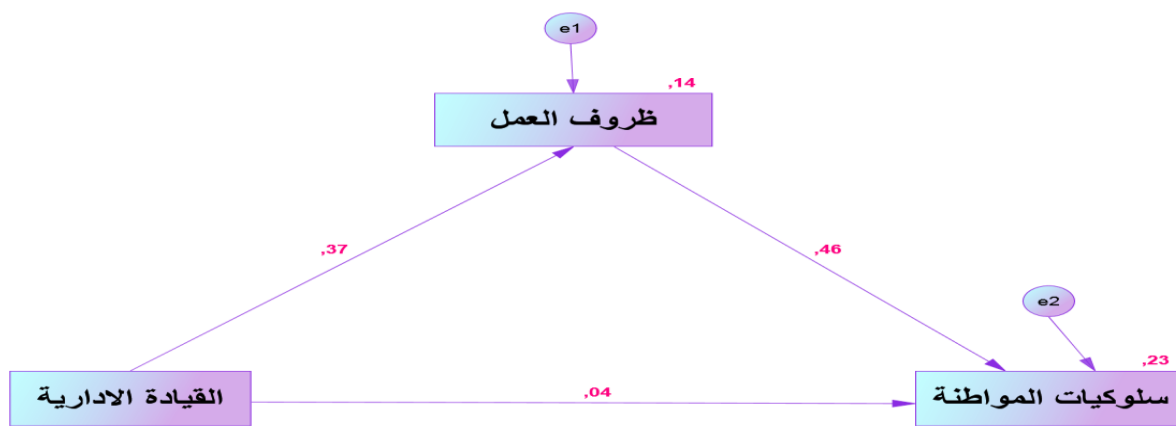 e1
,14
ظروف العمل
,37
,46
e2
,23
القيادة الادارية
,04
سلوكيات المواطنة